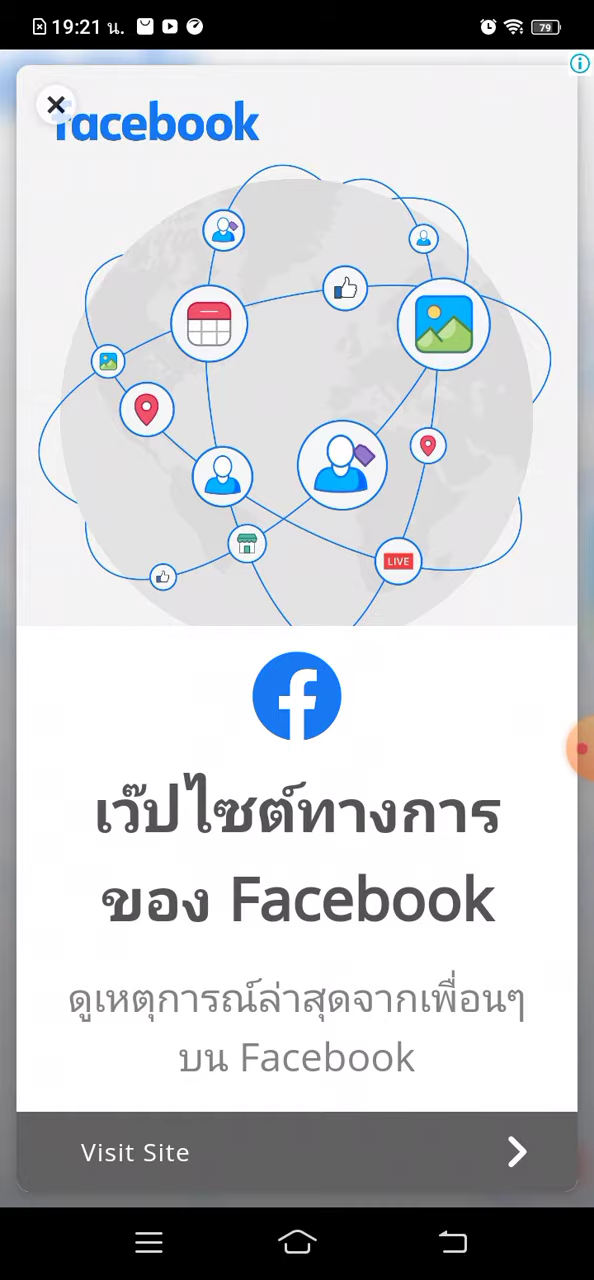 19:21 น.
79
facebook
LIVE
เว๊ปไซต์ทางการ
ของ Facebook
ดูเหตุการณ์ล่าสุดจากเพื่อนๆ
บน Facebook
Visit Site